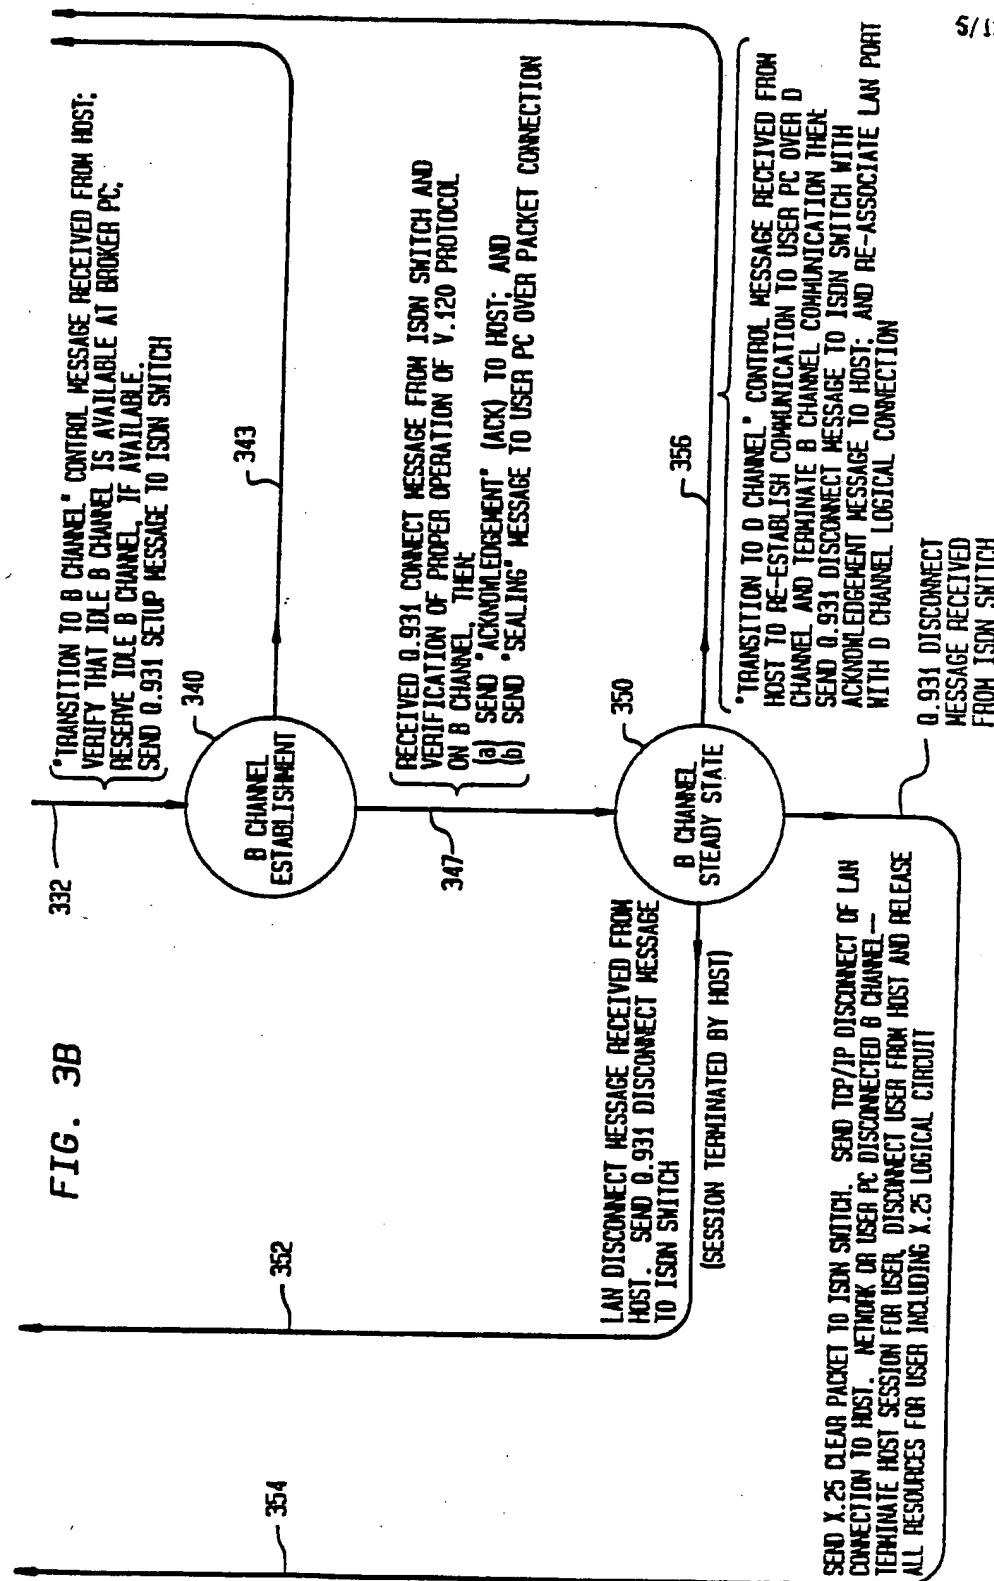 FIG. 3B
332
"TRANSITION TO B CHANNEL" CONTROL MESSAGE RECEIVED FROM HOST:
VERIFY THAT IDLE B CHANNEL IS AVAILABLE AT BROKER PC,
RESERVE IDLE B CHANNEL, IF AVAILABLE.
SEND Q.931 SETUP MESSAGE TO ISDN SWITCH
340
B CHANNEL
ESTABLISHMENT
343
347
RECEIVED Q.931 CONNECT MESSAGE FROM ISDN SWITCH AND
VERIFICATION OF PROPER OPERATION OF V.120 PROTOCOL
ON B CHANNEL, THEN:
(a) SEND "ACKNOWLEDGEMENT" (ACK) TO HOST; AND
(b) SEND "SEALING" MESSAGE TO USER PC OVER PACKET CONNECTION
350
B CHANNEL
STEADY STATE
356
"TRANSITION TO D CHANNEL" CONTROL MESSAGE RECEIVED FROM
HOST TO RE-ESTABLISH COMMUNICATION TO USER PC OVER D
CHANNEL AND TERMINATE B CHANNEL COMMUNICATION THEN:
SEND Q.931 DISCONNECT MESSAGE TO ISDN SWITCH WITH
ACKNOWLEDGEMENT MESSAGE TO HOST; AND RE-ASSOCIATE LAN PORT
WITH D CHANNEL LOGICAL CONNECTION
352
LAN DISCONNECT MESSAGE RECEIVED FROM
HOST. SEND Q.931 DISCONNECT MESSAGE
TO ISDN SWITCH
(SESSION TERMINATED BY HOST)
Q.931 DISCONNECT
MESSAGE RECEIVED
FROM ISDN SWITCH
354
SEND X.25 CLEAR PACKET TO ISDN SWITCH. SEND TCP/IP DISCONNECT OF LAN
CONNECTION TO HOST. NETWORK OR USER PC DISCONNECTED B CHANNEL—
TERMINATE HOST SESSION FOR USER, DISCONNECT USER FROM HOST AND RELEASE
ALL RESOURCES FOR USER INCLUDING X.25 LOGICAL CIRCUIT